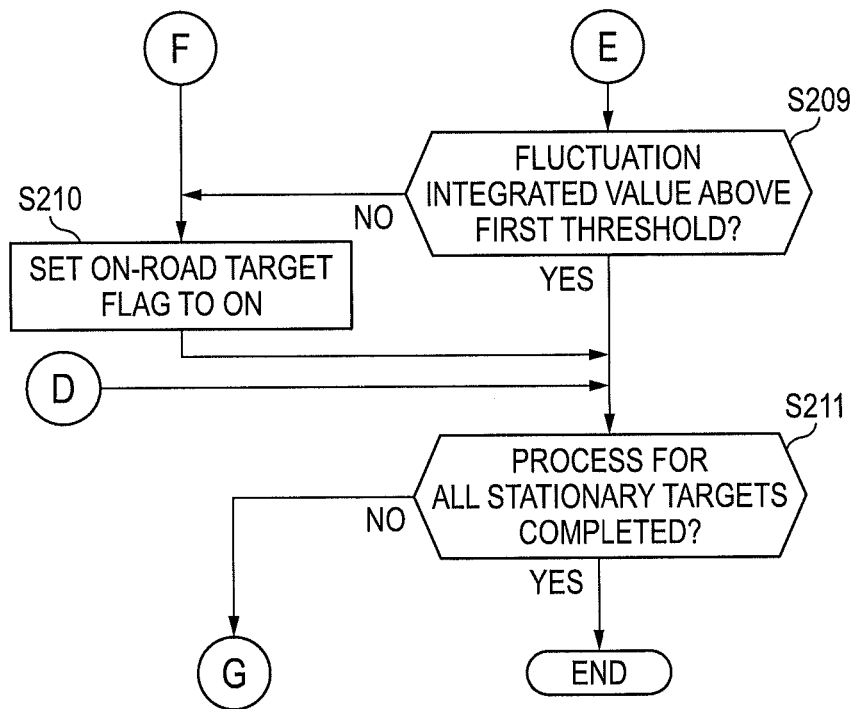 F
E
S209
FLUCTUATION
INTEGRATED VALUE ABOVE
FIRST THRESHOLD?
NO
YES
S210
SET ON-ROAD TARGET
FLAG TO ON
D
S211
PROCESS FOR
ALL STATIONARY TARGETS
COMPLETED?
NO
YES
G
END